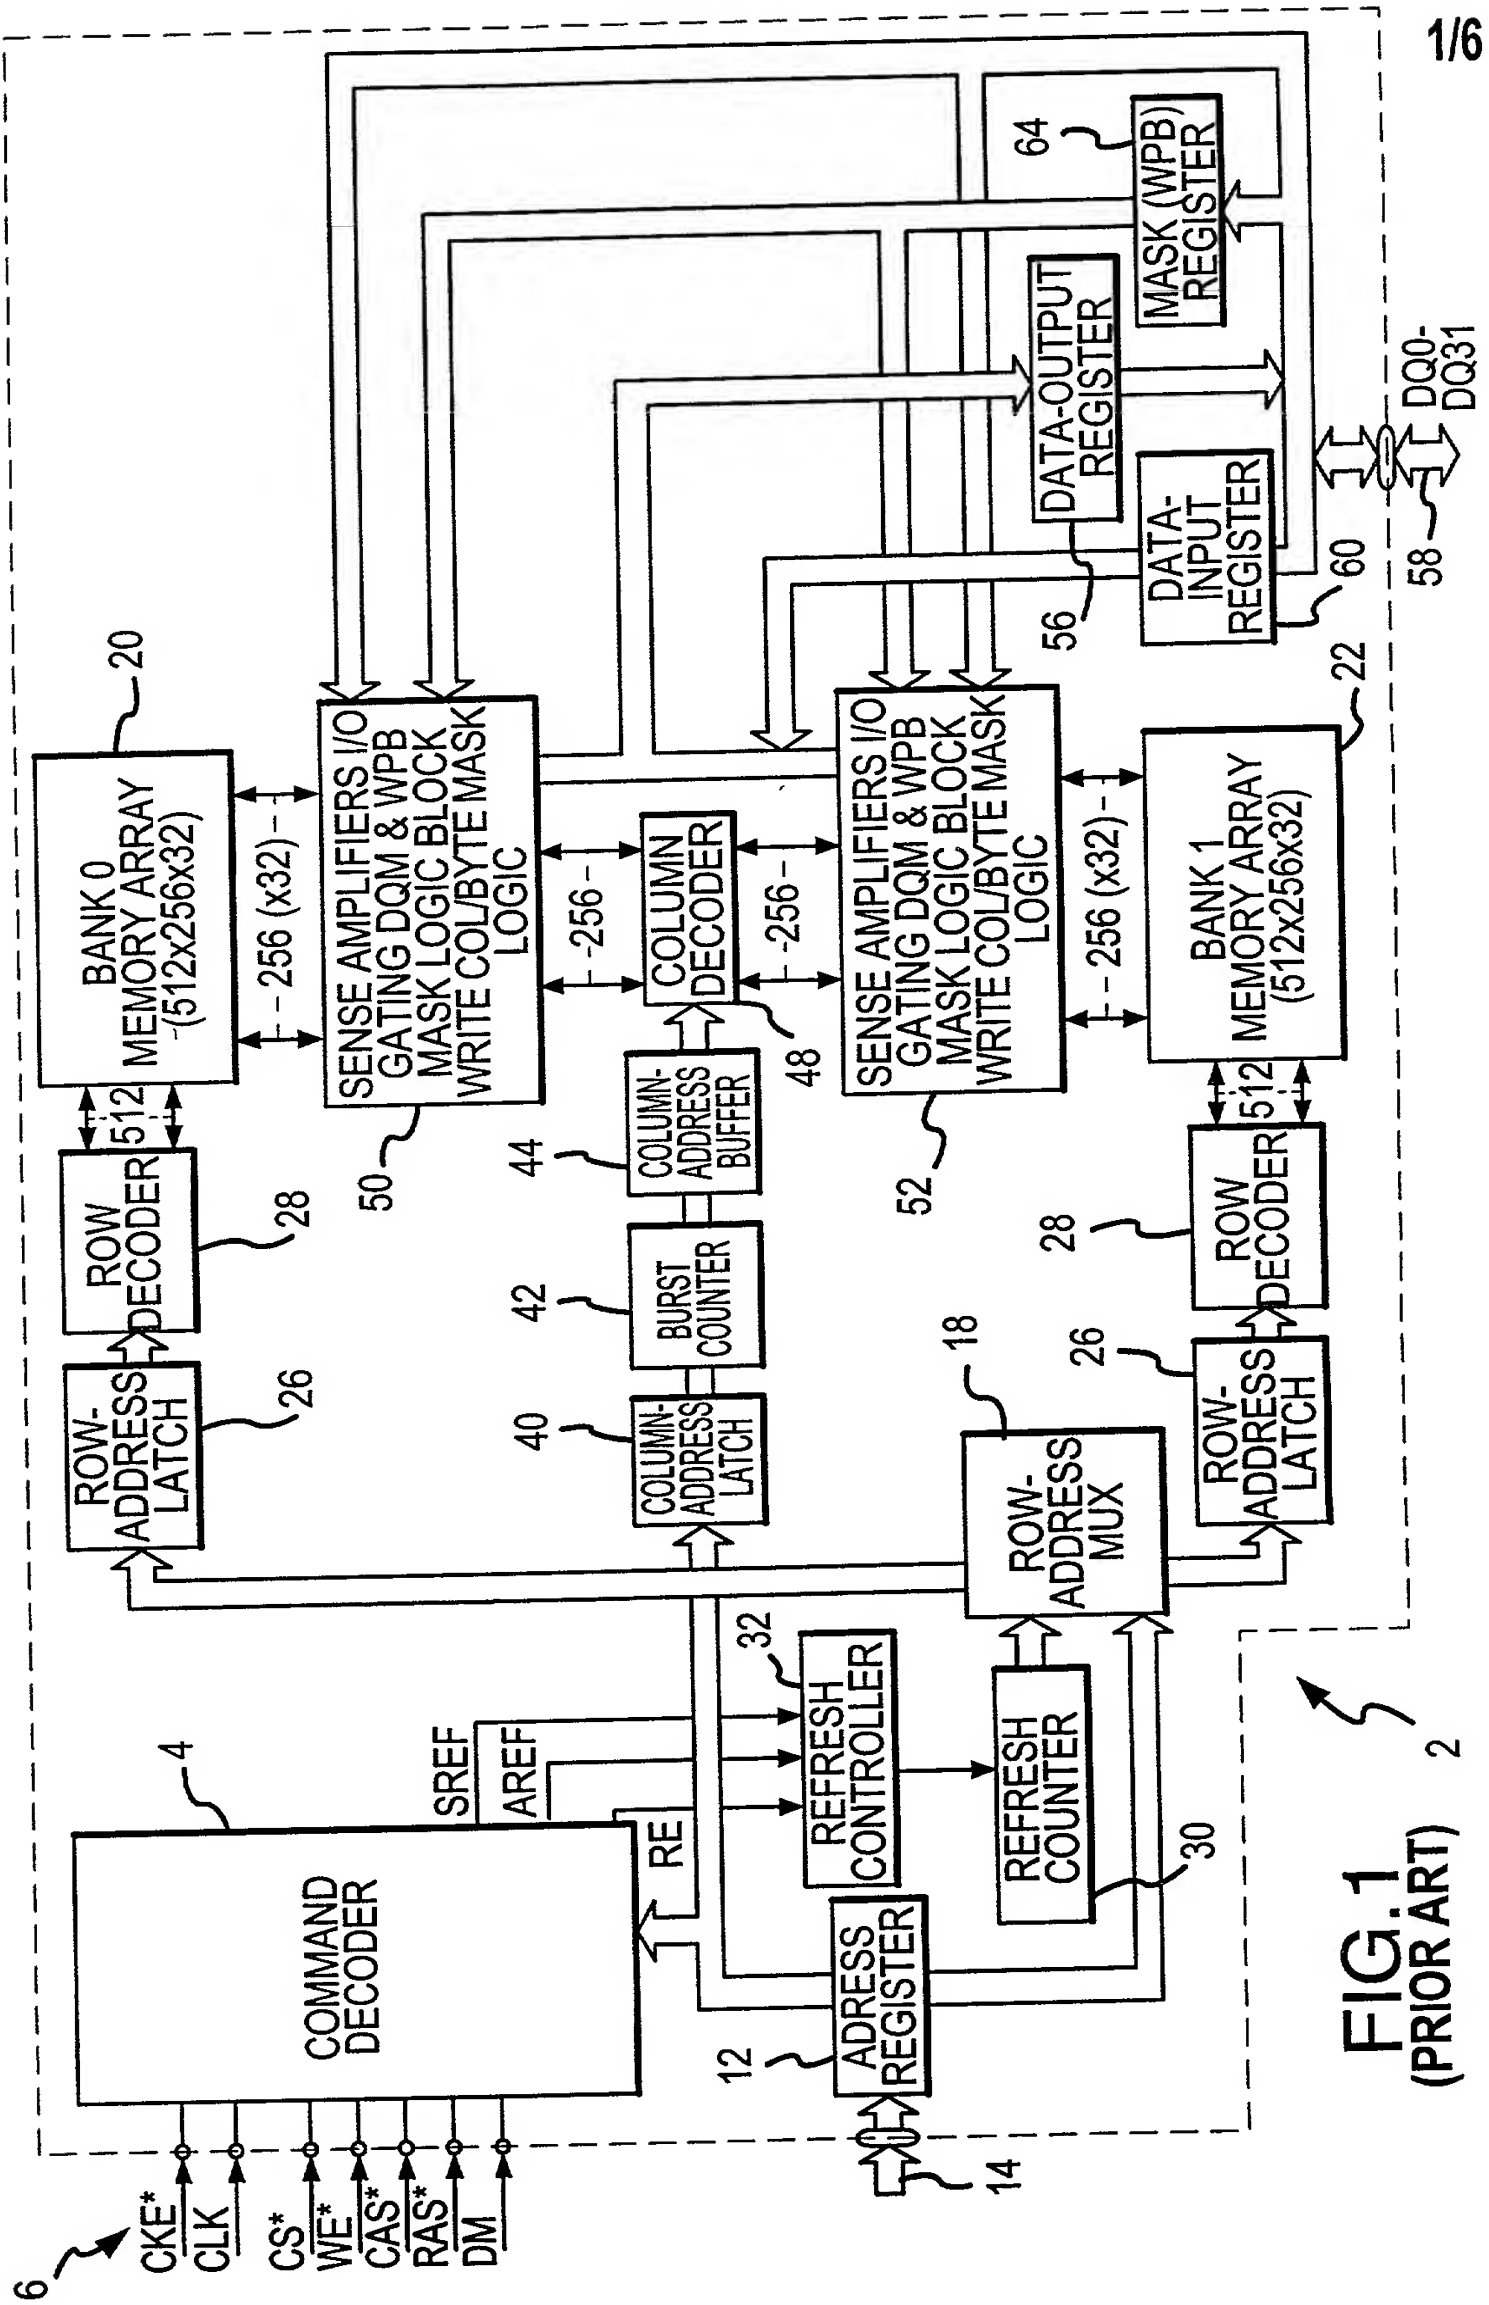 1/6
6
CKE*
CLK
CS*
WE*
CAS*
RAS*
DM
4
COMMAND
DECODER
SREF
AREF
RE
12
14
ADRESS
REGISTER
32
REFRESH
CONTROLLER
REFRESH
COUNTER
30
18
ROW-
ADDRESS
MUX
ROW-
ADDRESS
LATCH
26
ROW
DECODER
28
512
BANK 0
MEMORY ARRAY
(512x256x32)
20
256 (x32)
SENSE AMPLIFIERS I/O
GATING DQM & WPB
MASK LOGIC BLOCK
WRITE COL/BYTE MASK
LOGIC
50
256
40
COLUMN-
ADDRESS
LATCH
42
BURST
COUNTER
44
COLUMN-
ADDRESS
BUFFER
COLUMN
DECODER
48
256
SENSE AMPLIFIERS I/O
GATING DQM & WPB
MASK LOGIC BLOCK
WRITE COL/BYTE MASK
LOGIC
52
256 (x32)
26
ROW-
ADDRESS
LATCH
28
ROW
DECODER
512
BANK 1
MEMORY ARRAY
(512x256x32)
22
DATA-OUTPUT
REGISTER
56
DATA-
INPUT
REGISTER
60
64
MASK (WPB)
REGISTER
58
DQ0-
DQ31
2
FIG.1
(PRIOR ART)